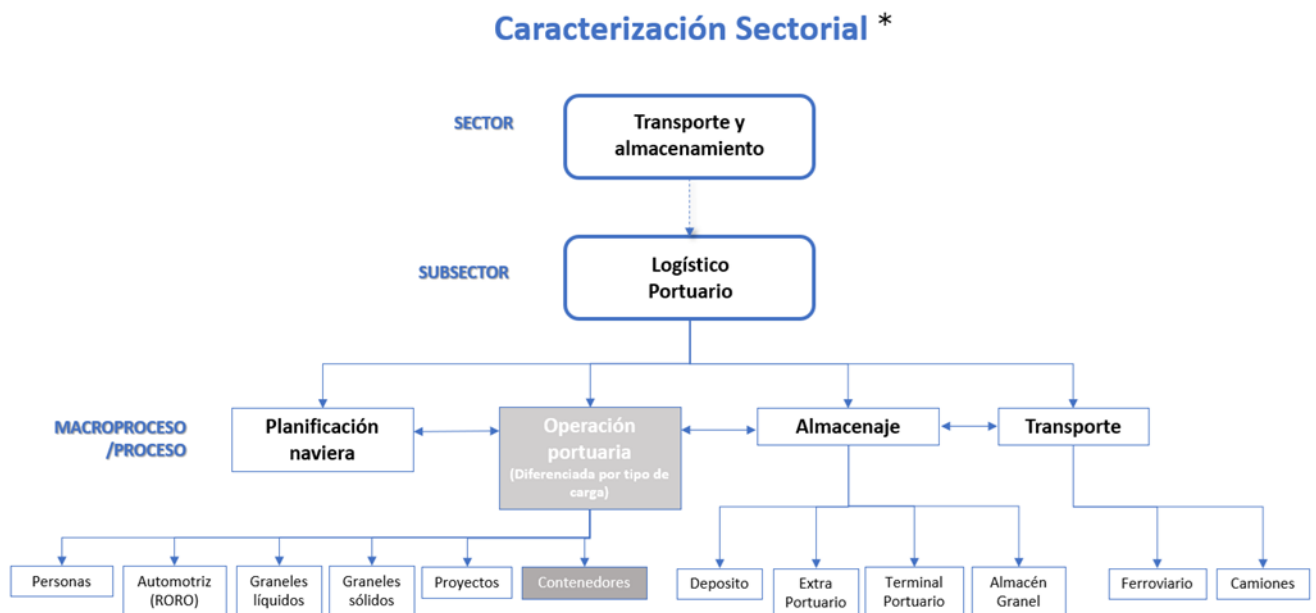 Caracterización Sectorial *
SECTOR
Transporte y
almacenamiento
SUBSECTOR
Logístico
Portuario
MACROPROCESO
/PROCESO
Planificación
naviera
Operación
portuaria
(Diferenciada por tipo de
carga)
Almacenaje
Transporte
Personas
Automotriz
(RORO)
Graneles
líquidos
Graneles
sólidos
Proyectos
Contenedores
Deposito
Extra
Portuario
Terminal
Portuario
Almacén
Granel
Ferroviario
Camiones